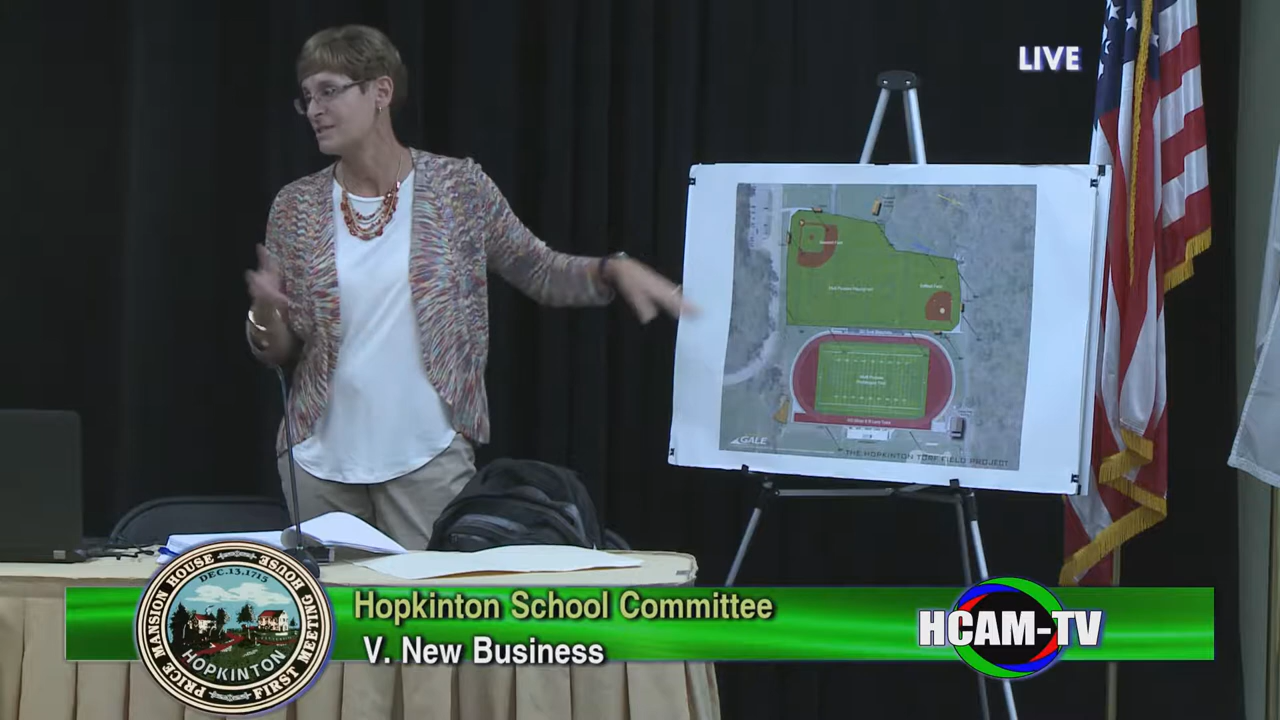 LIVE
GALE
THE HOPKINTON TURF FIELD PROJECT
Hopkinton School Committee
V. New Business
HCAM-TV
PRICE MANSION HOUSE
FIRST MEETING HOUSE
DEC.13.1715
HOPKINTON